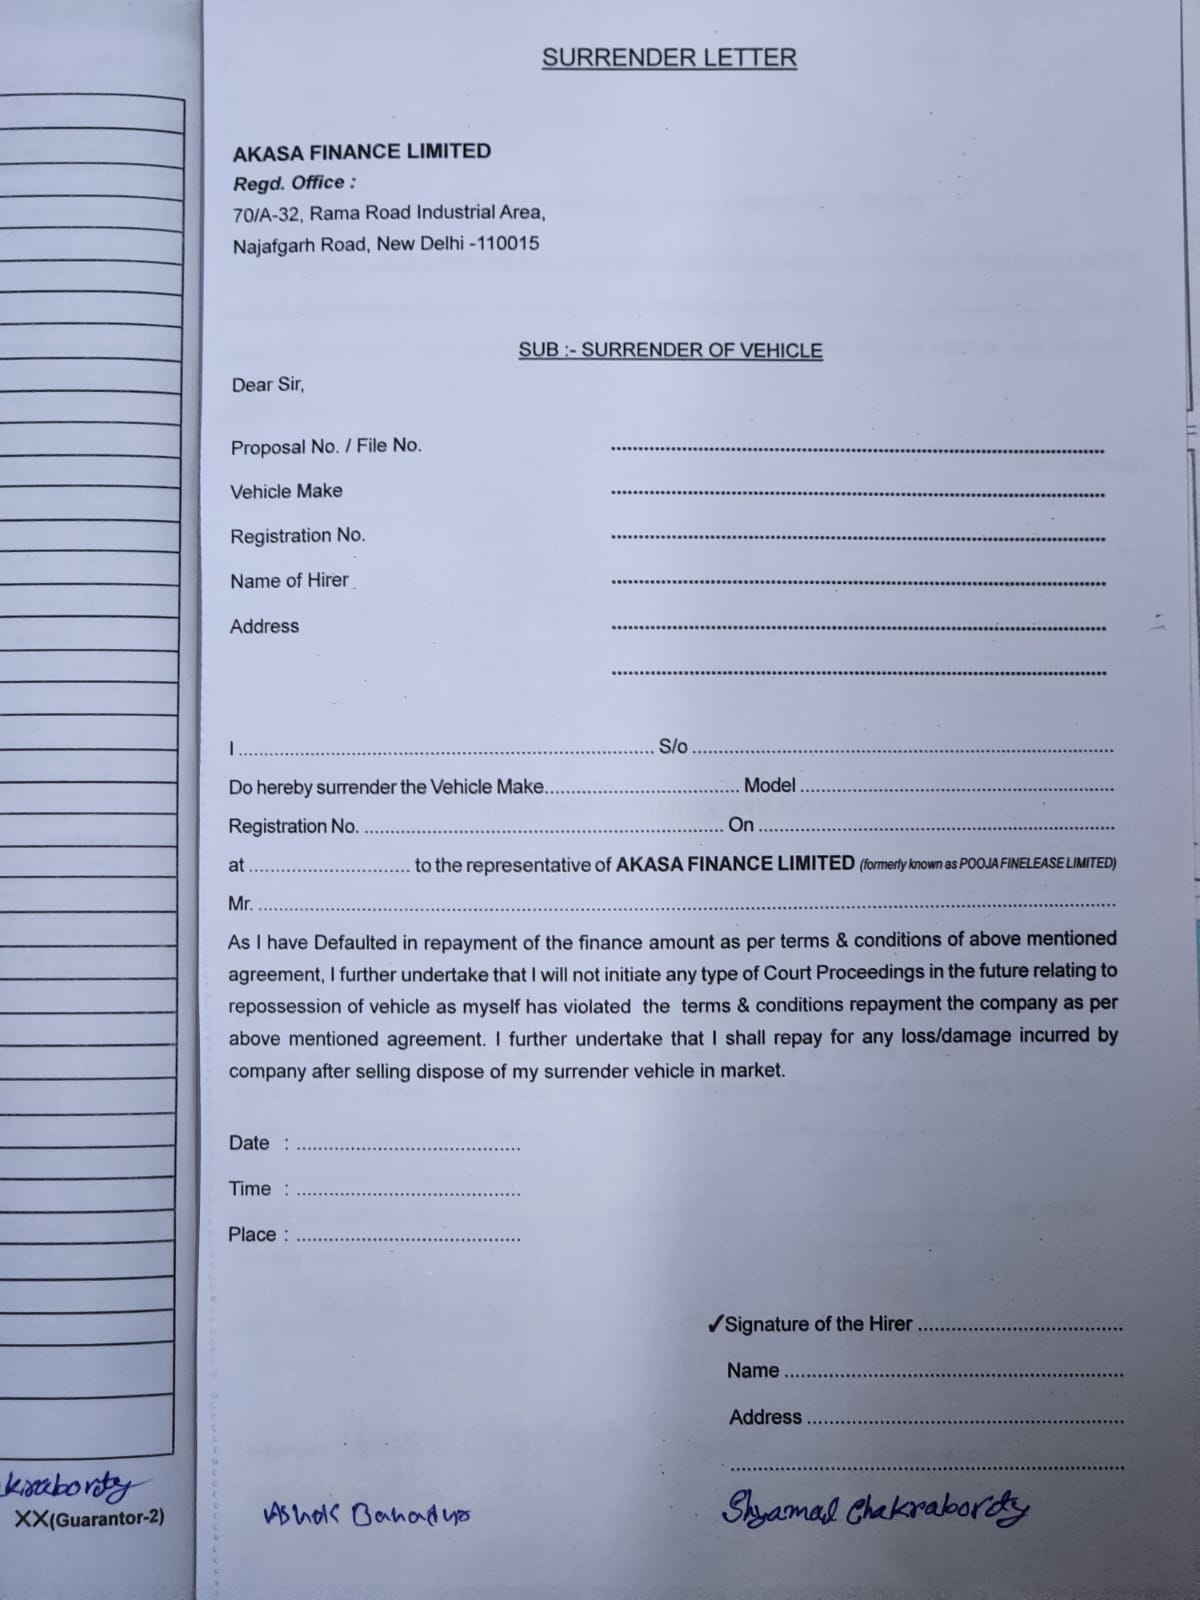 SURRENDER LETTER
AKASA FINANCE LIMITED
Regd. Office :
70/A-32, Rama Road Industrial Area,
Najafgarh Road, New Delhi -110015
SUB :- SURRENDER OF VEHICLE
Dear Sir,
Proposal No. / File No. ........................................
Vehicle Make ........................................
Registration No. ........................................
Name of Hirer ........................................
Address ........................................
........................................
I ........................................ S/o ........................................
Do hereby surrender the Vehicle Make........................................ Model ........................................
Registration No. ........................................ On ........................................
at ............................... to the representative of AKASA FINANCE LIMITED (formerly known as POOJA FINELEASE LIMITED)
Mr. ........................................
As I have Defaulted in repayment of the finance amount as per terms & conditions of above mentioned
agreement, I further undertake that I will not initiate any type of Court Proceedings in the future relating to
repossession of vehicle as myself has violated the terms & conditions repayment the company as per
above mentioned agreement. I further undertake that I shall repay for any loss/damage incurred by
company after selling dispose of my surrender vehicle in market.
Date : ........................................
Time : ........................................
Place : ........................................
✓Signature of the Hirer ........................................
Name ........................................
Address ........................................
........................................
kraborty
XX(Guarantor-2)
Ashok Bahadur
Shyamal Chakraborty